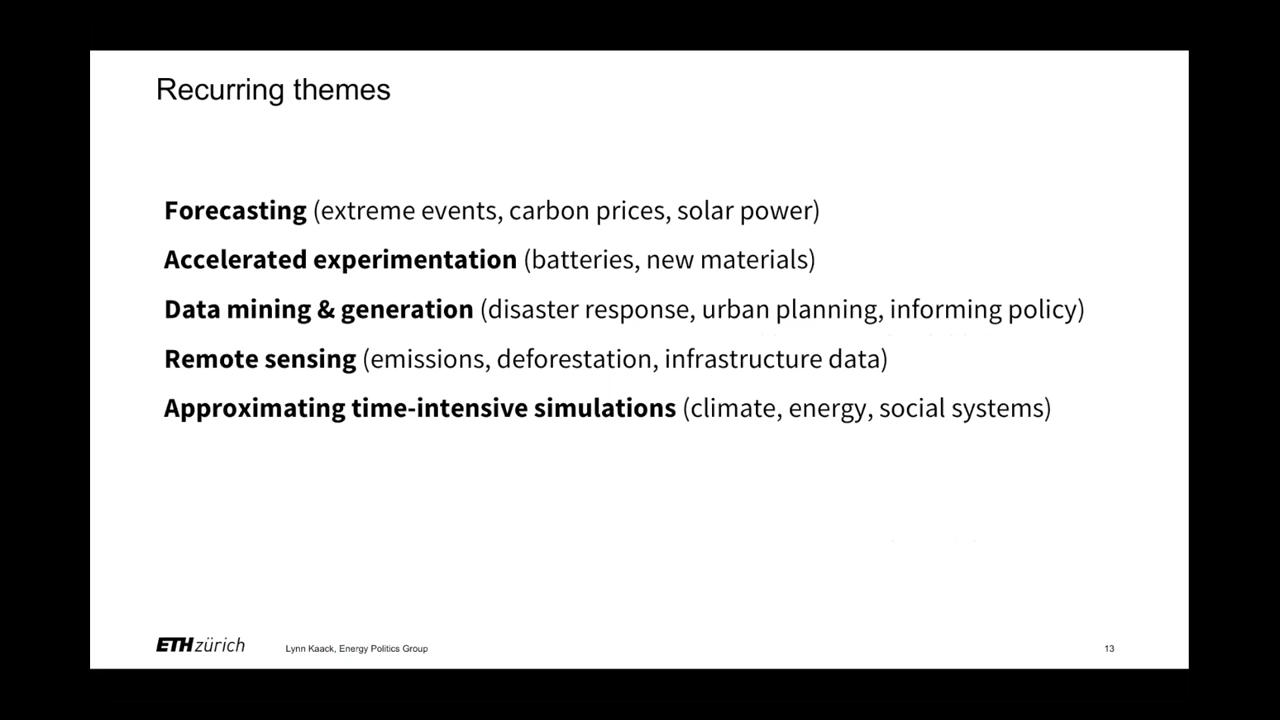 Recurring themes
Forecasting (extreme events, carbon prices, solar power)
Accelerated experimentation (batteries, new materials)
Data mining & generation (disaster response, urban planning, informing policy)
Remote sensing (emissions, deforestation, infrastructure data)
Approximating time-intensive simulations (climate, energy, social systems)
ETH zürich Lynn Kaack, Energy Politics Group 13